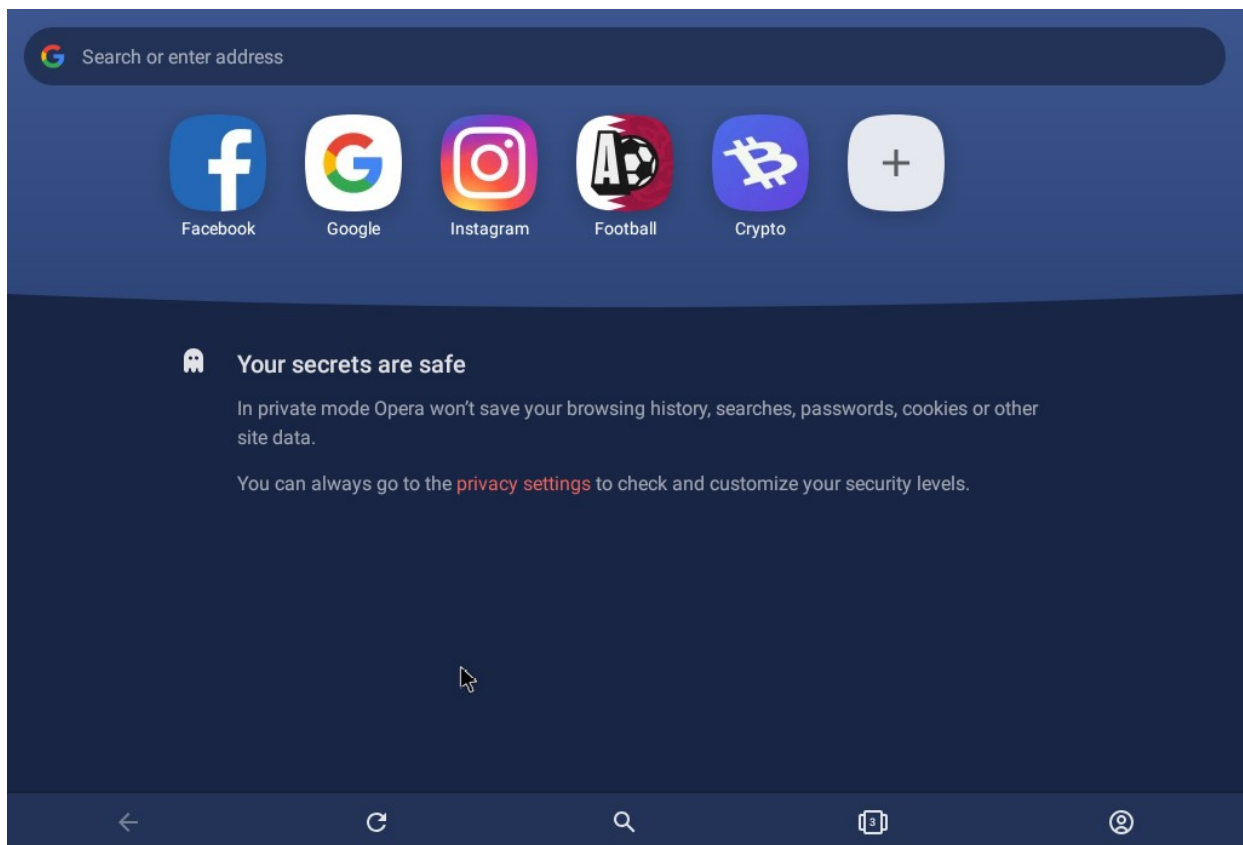 Search or enter address
Facebook
Google
Instagram
Football
Crypto
Your secrets are safe
In private mode Opera won’t save your browsing history, searches, passwords, cookies or other
site data.
You can always go to the privacy settings to check and customize your security levels.
3